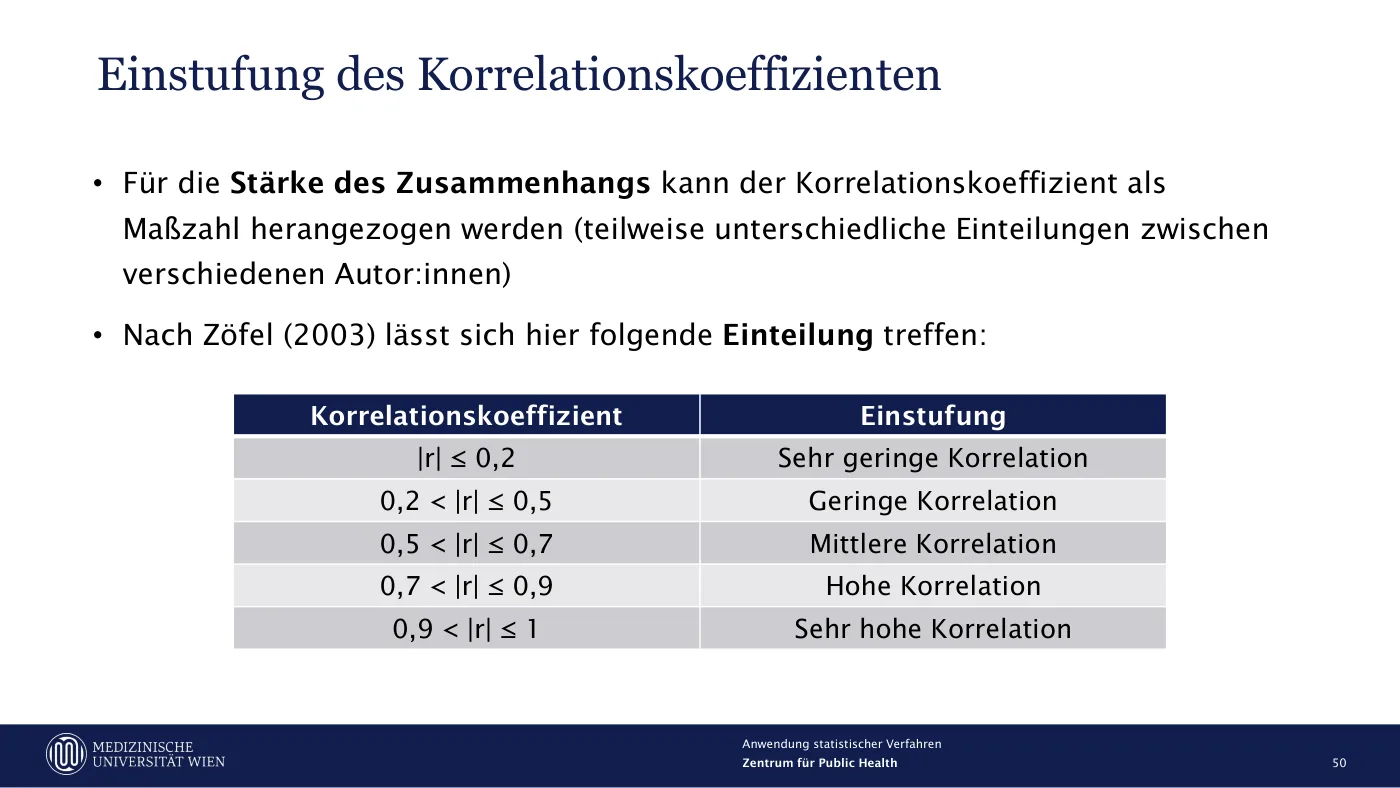 Einstufung des Korrelationskoeffizienten
• Für die Stärke des Zusammenhangs kann der Korrelationskoeffizient als
Maßzahl herangezogen werden (teilweise unterschiedliche Einteilungen zwischen
verschiedenen Autor:innen)
• Nach Zöfel (2003) lässt sich hier folgende Einteilung treffen:
Korrelationskoeffizient Einstufung
|r| ≤ 0,2 Sehr geringe Korrelation
0,2 < |r| ≤ 0,5 Geringe Korrelation
0,5 < |r| ≤ 0,7 Mittlere Korrelation
0,7 < |r| ≤ 0,9 Hohe Korrelation
0,9 < |r| ≤ 1 Sehr hohe Korrelation
MEDIZINISCHE
UNIVERSITÄT WIEN
Anwendung statistischer Verfahren
Zentrum für Public Health
50